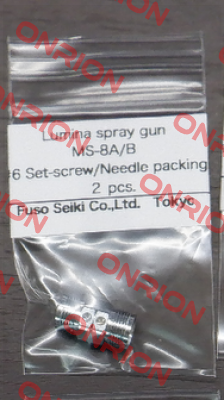 ONRION
Lumina spray gun
MS-8A/B
6 Set-screw/Needle packing
2 pcs.
Fuso Seiki Co.,Ltd. Tokyo
ONRION
ONRION